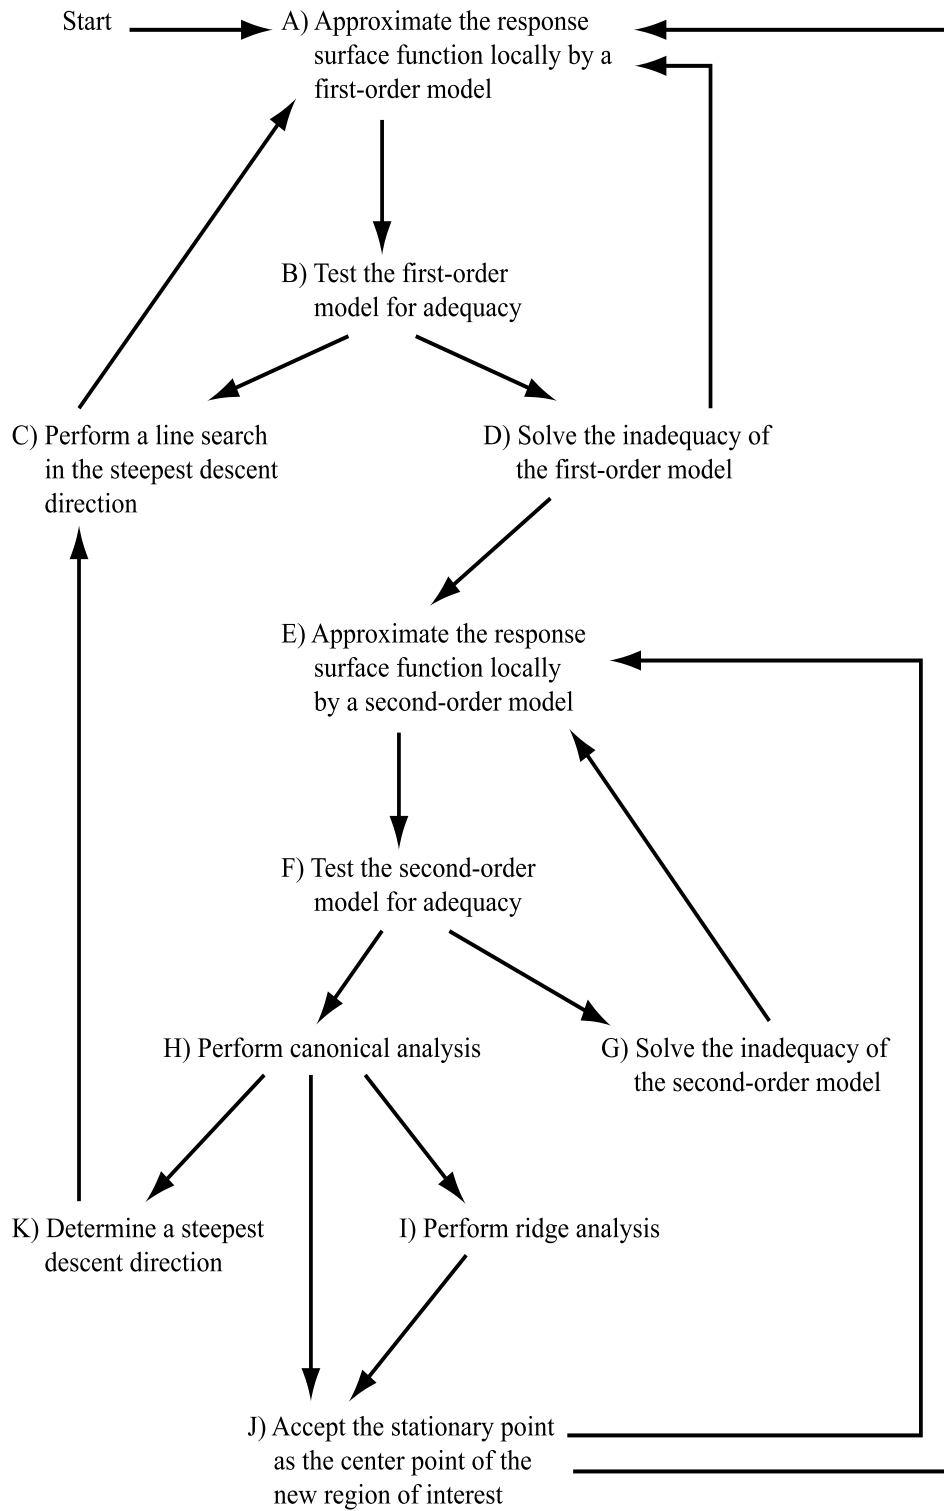 Start
A) Approximate the response
surface function locally by a
first-order model
B) Test the first-order
model for adequacy
C) Perform a line search
in the steepest descent
direction
D) Solve the inadequacy of
the first-order model
E) Approximate the response
surface function locally
by a second-order model
F) Test the second-order
model for adequacy
H) Perform canonical analysis
G) Solve the inadequacy of
the second-order model
K) Determine a steepest
descent direction
I) Perform ridge analysis
J) Accept the stationary point
as the center point of the
new region of interest